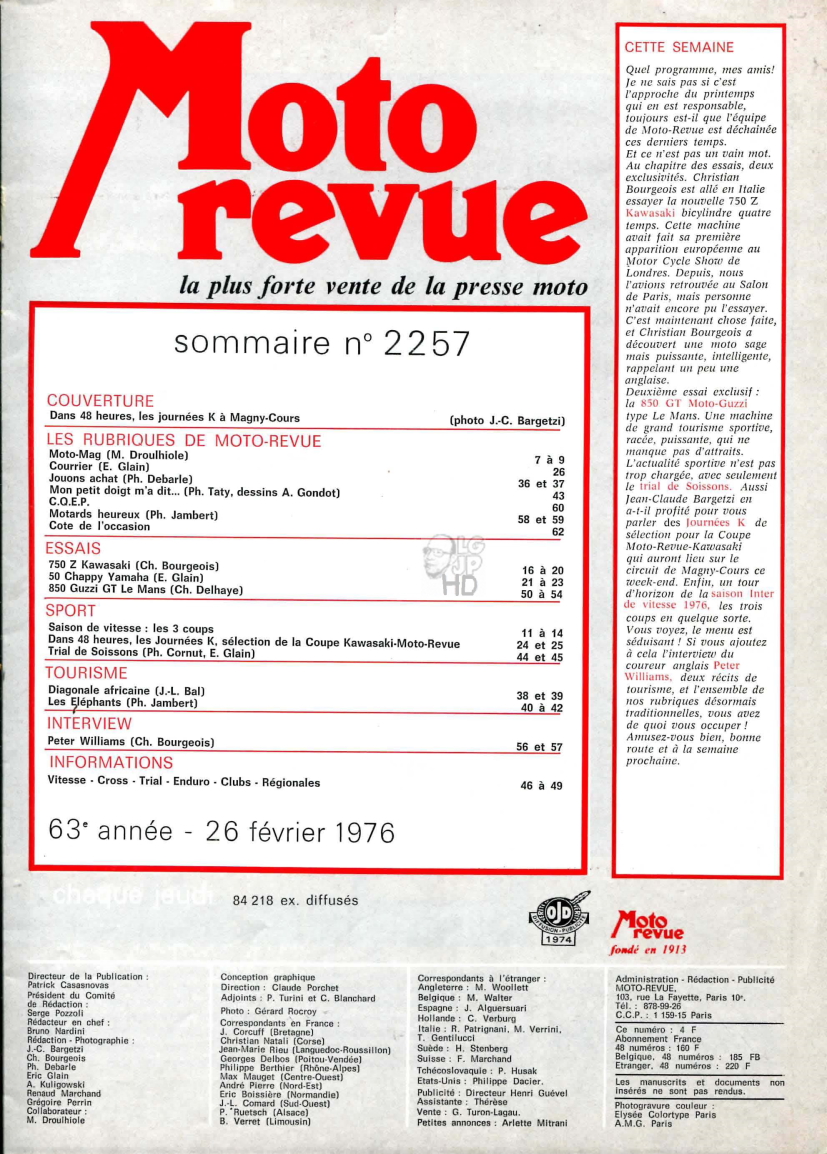 Moto
revue
la plus forte vente de la presse moto
sommaire n° 2257
COUVERTURE
Dans 48 heures, les journées K à Magny-Cours (photo J.-C. Bargetzi)
LES RUBRIQUES DE MOTO-REVUE
Moto-Mag (M. Droulhiole) 7 à 9
Courrier (E. Glain) 26
Jouons achat (Ph. Debarle) 36 et 37
Mon petit doigt m'a dit... (Ph. Taty, dessins A. Gondot) 43
C.Q.E.P. 60
Motards heureux (Ph. Jambert) 58 et 59
Cote de l'occasion 62
ESSAIS
750 Z Kawasaki (Ch. Bourgeois) 16 à 20
50 Chappy Yamaha (E. Glain) 21 à 23
850 Guzzi GT Le Mans (Ch. Delhaye) 50 à 54
SPORT
Saison de vitesse : les 3 coups 11 à 14
Dans 48 heures, les Journées K, sélection de la Coupe Kawasaki-Moto-Revue 24 et 25
Trial de Soissons (Ph. Cornut, E. Glain) 44 et 45
TOURISME
Diagonale africaine (J.-L. Bal) 38 et 39
Les Eléphants (Ph. Jambert) 40 à 42
INTERVIEW
Peter Williams (Ch. Bourgeois) 56 et 57
INFORMATIONS
Vitesse - Cross - Trial - Enduro - Clubs - Régionales 46 à 49
63e année - 26 février 1976
LG
JP
HD
CETTE SEMAINE
Quel programme, mes amis!
Je ne sais pas si c'est
l'approche du printemps
qui en est responsable,
toujours est-il que l'équipe
de Moto-Revue est déchaînée
ces derniers temps.
Et ce n'est pas un vain mot.
Au chapitre des essais, deux
exclusivités. Christian
Bourgeois est allé en Italie
essayer la nouvelle 750 Z
Kawasaki bicylindre quatre
temps. Cette machine
avait fait sa première
apparition européenne au
Motor Cycle Show de
Londres. Depuis, nous
l'avions retrouvée au Salon
de Paris, mais personne
n'avait encore pu l'essayer.
C'est maintenant chose faite,
et Christian Bourgeois a
découvert une moto sage
mais puissante, intelligente,
rappelant un peu une
anglaise.
Deuxième essai exclusif :
la 850 GT Moto-Guzzi
type Le Mans. Une machine
de grand tourisme sportive,
racée, puissante, qui ne
manque pas d'attraits.
L'actualité sportive n'est pas
trop chargée, avec seulement
le trial de Soissons. Aussi
Jean-Claude Bargetzi en
a-t-il profité pour vous
parler des Journées K de
sélection pour la Coupe
Moto-Revue-Kawasaki
qui auront lieu sur le
circuit de Magny-Cours ce
week-end. Enfin, un tour
d'horizon de la saison Inter
de vitesse 1976, les trois
coups en quelque sorte.
Vous voyez, le menu est
séduisant ! Si vous ajoutez
à cela l'interview du
coureur anglais Peter
Williams, deux récits de
tourisme, et l'ensemble de
nos rubriques désormais
traditionnelles, vous avez
de quoi vous occuper !
Amusez-vous bien, bonne
route et à la semaine
prochaine.
chaque jeudi
84 218 ex. diffusés
OJD
DIFFUSION-PUBLICITÉ
1974
Moto
revue
fondé en 1913
Directeur de la Publication :
Patrick Casasnovas
Président du Comité
de Rédaction :
Serge Pozzoli
Rédacteur en chef :
Bruno Nardini
Rédaction - Photographie :
J.-C. Bargetzi
Ch. Bourgeois
Ph. Debarle
Eric Glain
A. Kuligowski
Renaud Marchand
Grégoire Perrin
Collaborateur :
M. Droulhiole
Conception graphique
Direction : Claude Porchet
Adjoints : P. Turini et C. Blanchard
Photo : Gérard Rocroy
Correspondants en France :
J. Corcuff (Bretagne)
Christian Natali (Corse)
Jean-Marie Rieu (Languedoc-Roussillon)
Georges Delbos (Poitou-Vendée)
Philippe Berthier (Rhône-Alpes)
Max Mauget (Centre-Ouest)
André Pierre (Nord-Est)
Eric Boissière (Normandie)
J.-L. Comard (Sud-Ouest)
P. Ruetsch (Alsace)
B. Verret (Limousin)
Correspondants à l'étranger :
Angleterre : M. Woollett
Belgique : M. Walter
Espagne : J. Alguersuari
Hollande : C. Verburg
Italie : R. Patrignani, M. Verrini,
T. Gentilucci
Suède : H. Stenberg
Suisse : F. Marchand
Tchécoslovaquie : P. Husak
Etats-Unis : Philippe Dacier.
Publicité : Directeur Henri Guével
Assistante : Thérèse
Vente : G. Turon-Lagau.
Petites annonces : Arlette Mitrani
Administration - Rédaction - Publicité
MOTO-REVUE,
103, rue La Fayette, Paris 10e.
Tél. : 878-99-26
C.C.P. : 1 159-15 Paris
Ce numéro : 4 F
Abonnement France
48 numéros : 160 F
Belgique, 48 numéros : 185 FB
Etranger, 48 numéros : 220 F
Les manuscrits et documents non
insérés ne sont pas rendus.
Photogravure couleur :
Elysée Colortype Paris
A.M.G. Paris